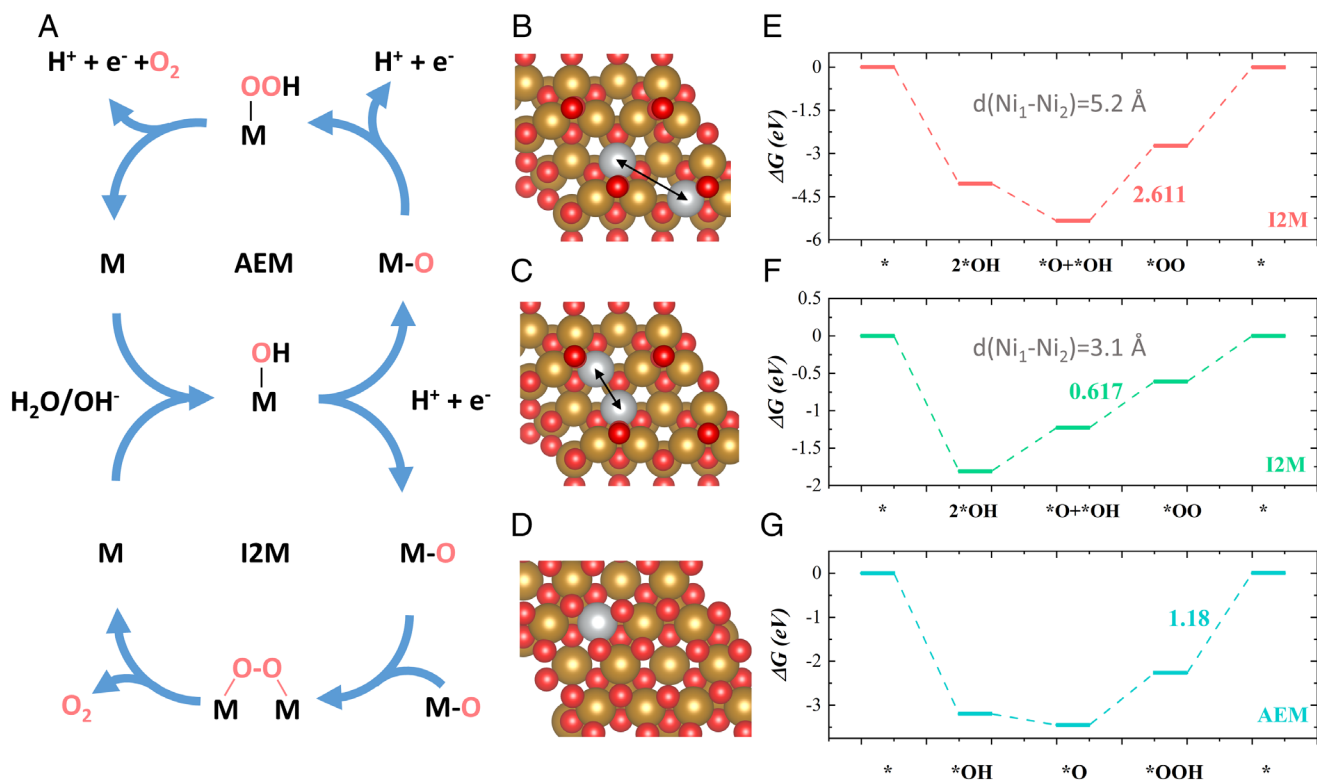 A
H⁺ + e⁻ +O₂
H⁺ + e⁻
OOH
M
M
AEM
M-O
OH
M
H₂O/OH⁻
H⁺ + e⁻
M
I2M
M-O
O-O
O₂
M M
M-O
B
C
D
E
ΔG (eV)
0
-1.5
-3
-4.5
-6
d(Ni₁-Ni₂)=5.2 Å
2.611
I2M
* 2*OH *O+*OH *OO *
F
ΔG (eV)
0.5
0
-0.5
-1
-1.5
-2
d(Ni₁-Ni₂)=3.1 Å
0.617
I2M
* 2*OH *O+*OH *OO *
G
ΔG (eV)
0
-1
-2
-3
1.18
AEM
* *OH *O *OOH *